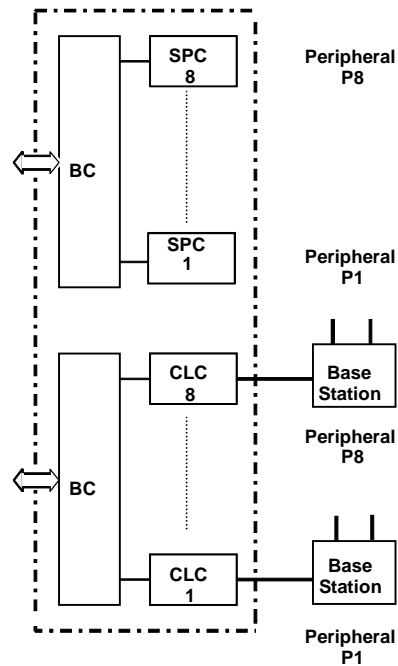 SPC
8
Peripheral
P8
BC
SPC
1
Peripheral
P1
CLC
8
Base
Station
Peripheral
P8
BC
CLC
1
Base
Station
Peripheral
P1